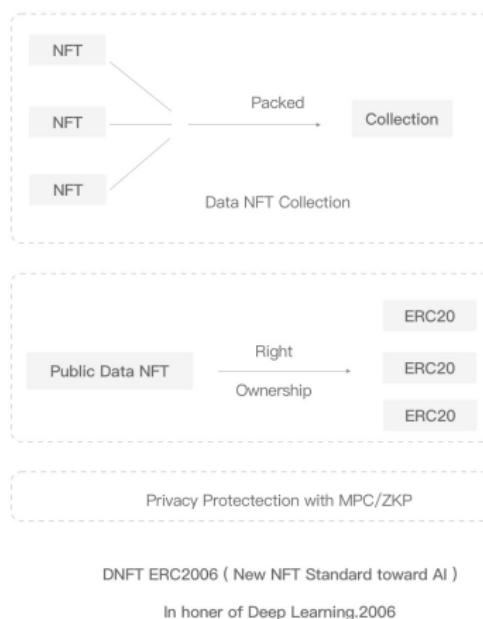 NFT
NFT
NFT
Packed
Collection
Data NFT Collection
Public Data NFT
Right
Ownership
ERC20
ERC20
ERC20
Privacy Protectection with MPC/ZKP
DNFT ERC2006 ( New NFT Standard toward AI )
In honer of Deep Learning.2006